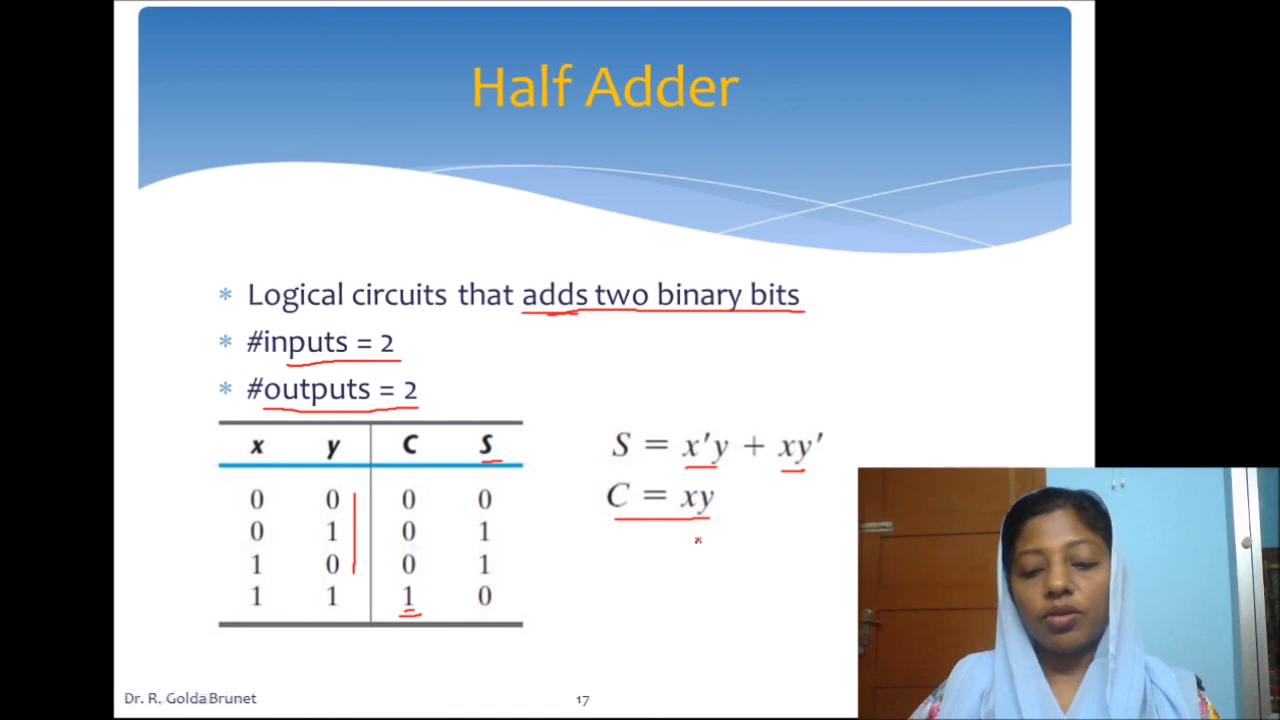 Half Adder
* Logical circuits that adds two binary bits
* #inputs = 2
* #outputs = 2
x y C S
0 0 0 0
0 1 0 1
1 0 0 1
1 1 1 0
S = x'y + xy'
C = xy
Dr. R. Golda Brunet
17